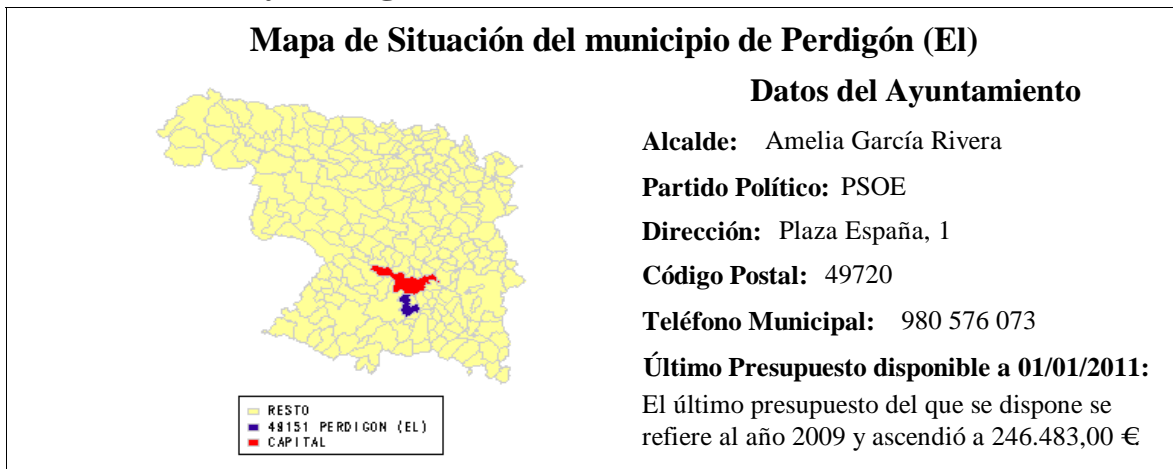 Mapa de Situación del municipio de Perdigón (El)
Datos del Ayuntamiento
Alcalde: Amelia García Rivera
Partido Político: PSOE
Dirección: Plaza España, 1
Código Postal: 49720
Teléfono Municipal: 980 576 073
Último Presupuesto disponible a 01/01/2011:
El último presupuesto del que se dispone se
refiere al año 2009 y ascendió a 246.483,00 €
RESTO
49151 PERDIGON (EL)
CAPITAL